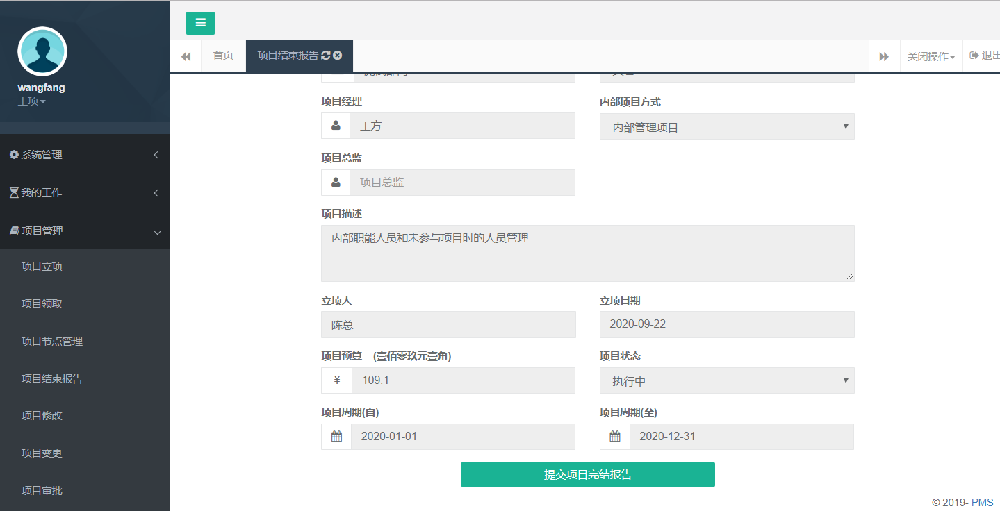 wangfang
王项
系统管理
我的工作
项目管理
项目立项
项目领取
项目节点管理
项目结束报告
项目修改
项目变更
项目审批
首页
项目结束报告
关闭操作
退出
项目经理
内部项目方式
王方
内部管理项目
项目总监
项目总监
项目描述
内部职能人员和未参与项目时的人员管理
立项人
立项日期
陈总
2020-09-22
项目预算 (壹佰零玖元壹角)
项目状态
¥ 109.1
执行中
项目周期(自)
项目周期(至)
2020-01-01
2020-12-31
提交项目完结报告
© 2019- PMS